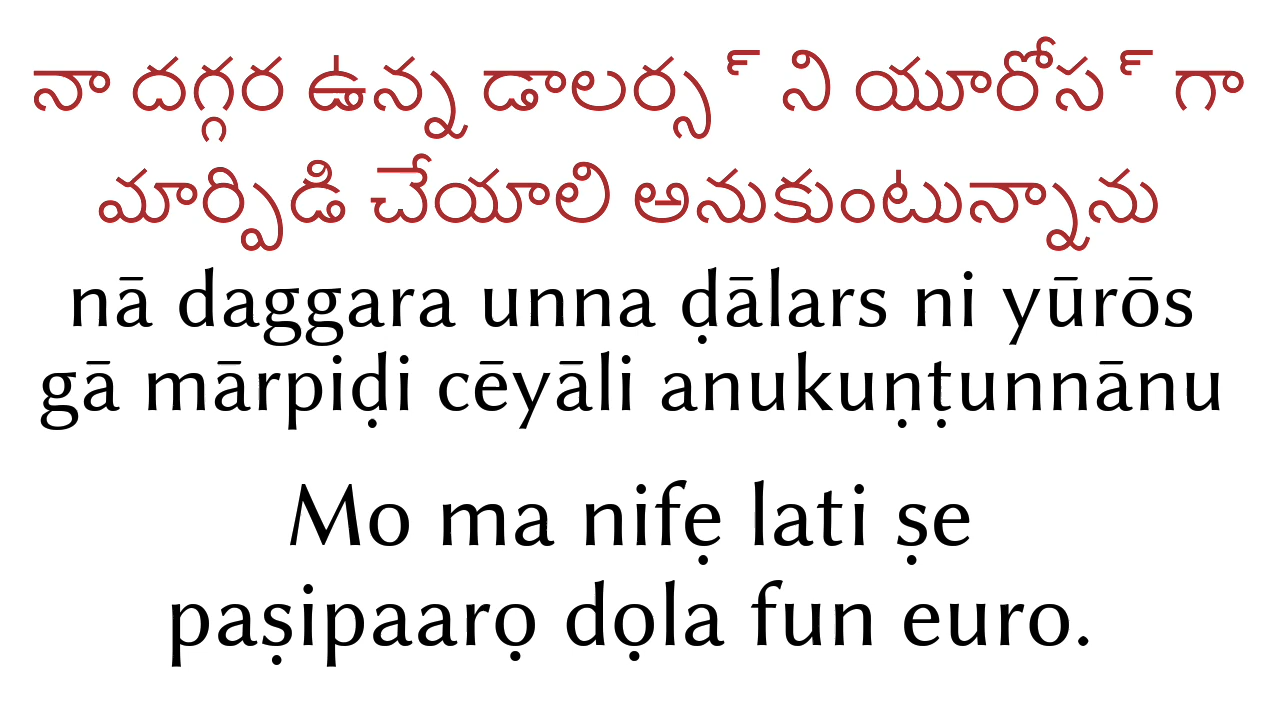 నా దగ్గర ఉన్న డాలర్స్ ని యూరోస్ గా
మార్పిడి చేయాలి అనుకుంటున్నాను
nā daggara unna ḍālars ni yūrōs
gā mārpiḍi cēyāli anukuṇṭunnānu
Mo ma nifẹ lati ṣe
paṣipaarọ dọla fun euro.